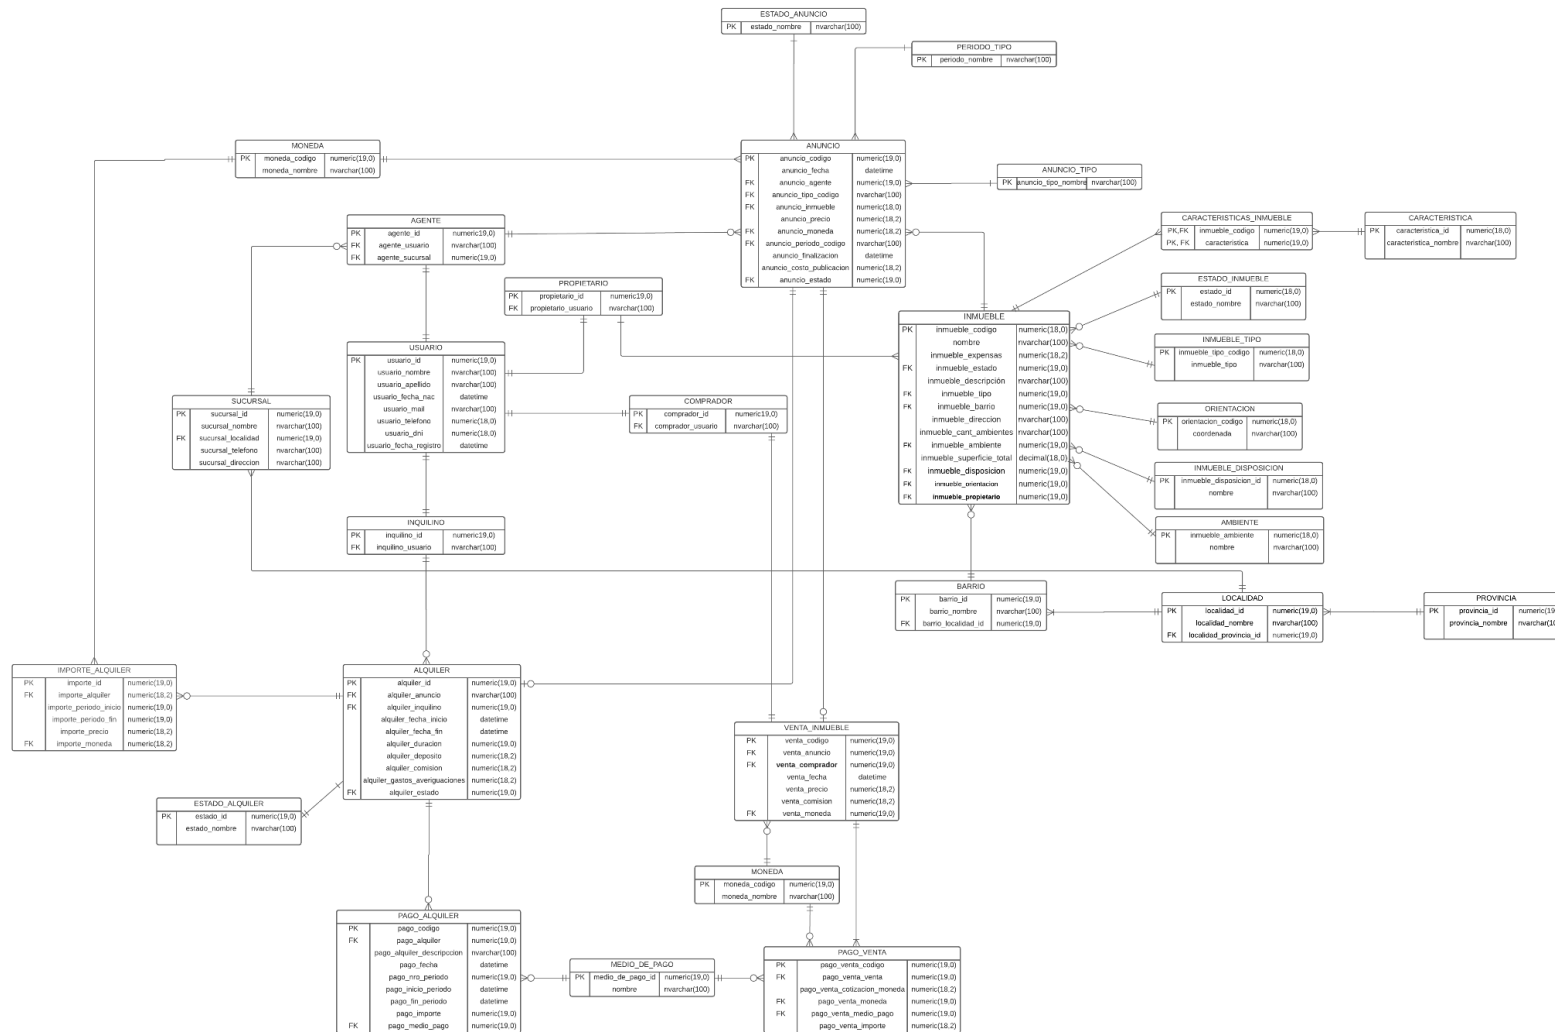 ESTADO_ANUNCIO
PK estado_nombre nvarchar(100)
PERIODO_TIPO
PK periodo_nombre nvarchar(100)
MONEDA
PK moneda_codigo numeric(19,0)
moneda_nombre nvarchar(100)
ANUNCIO
PK anuncio_codigo numeric(19,0)
anuncio_fecha datetime
FK anuncio_agente numeric(19,0)
FK anuncio_tipo_codigo nvarchar(100)
FK anuncio_inmueble numeric(18,0)
anuncio_precio numeric(18,2)
FK anuncio_moneda numeric(18,2)
FK anuncio_periodo_codigo nvarchar(100)
anuncio_finalizacion datetime
anuncio_costo_publicacion numeric(18,2)
FK anuncio_estado numeric(19,0)
ANUNCIO_TIPO
PK anuncio_tipo_nombre nvarchar(100)
AGENTE
PK agente_id numeric19,0)
FK agente_usuario nvarchar(100)
FK agente_sucursal numeric(19,0)
CARACTERISTICAS_INMUEBLE
PK,FK inmueble_codigo numeric(19,0)
PK, FK caracteristica numeric(19,0)
CARACTERISTICA
PK caracteristica_id numeric(18,0)
caracteristica_nombre nvarchar(100)
PROPIETARIO
PK propietario_id numeric19,0)
FK propietario_usuario nvarchar(100)
ESTADO_INMUEBLE
PK estado_id numeric(18,0)
estado_nombre nvarchar(100)
INMUEBLE
PK inmueble_codigo numeric(18,0)
nombre nvarchar(100)
inmueble_expensas numeric(18,2)
FK inmueble_estado numeric(19,0)
inmueble_descripción nvarchar(100)
FK inmueble_tipo numeric(19,0)
FK inmueble_barrio numeric(19,0)
inmueble_direccion nvarchar(100)
inmueble_cant_ambientes nvarchar(100)
FK inmueble_ambiente numeric(19,0)
inmueble_superficie_total decimal(18,0)
FK inmueble_disposicion numeric(19,0)
FK inmueble_orientacion numeric(19,0)
FK inmueble_propietario numeric(19,0)
INMUEBLE_TIPO
PK inmueble_tipo_codigo numeric(18,0)
inmueble_tipo nvarchar(100)
USUARIO
PK usuario_id numeric(19,0)
usuario_nombre nvarchar(100)
usuario_apellido nvarchar(100)
usuario_fecha_nac datetime
usuario_mail nvarchar(100)
usuario_telefono numeric(18,0)
usuario_dni numeric(18,0)
usuario_fecha_registro datetime
SUCURSAL
PK sucursal_id numeric(19,0)
sucursal_nombre nvarchar(100)
FK sucursal_localidad numeric(19,0)
sucursal_telefono nvarchar(100)
sucursal_direccion nvarchar(100)
COMPRADOR
PK comprador_id numeric19,0)
FK comprador_usuario nvarchar(100)
ORIENTACION
PK orientacion_codigo numeric(18,0)
coordenada nvarchar(100)
INMUEBLE_DISPOSICION
PK inmueble_disposicion_id numeric(18,0)
nombre nvarchar(100)
INQUILINO
PK inquilino_id numeric19,0)
FK inquilino_usuario nvarchar(100)
AMBIENTE
PK inmueble_ambiente numeric(18,0)
nombre nvarchar(100)
BARRIO
PK barrio_id numeric(19,0)
barrio_nombre nvarchar(100)
FK barrio_localidad_id numeric(19,0)
LOCALIDAD
PK localidad_id numeric(19,0)
localidad_nombre nvarchar(100)
FK localidad_provincia_id numeric(19,0)
PROVINCIA
PK provincia_id numeric(19
provincia_nombre nvarchar(10
IMPORTE_ALQUILER
PK importe_id numeric(19,0)
FK importe_alquiler numeric(18,2)
importe_periodo_inicio numeric(19,0)
importe_periodo_fin numeric(19,0)
importe_precio numeric(18,2)
FK importe_moneda numeric(18,2)
ALQUILER
PK alquiler_id numeric(19,0)
FK alquiler_anuncio nvarchar(100)
FK alquiler_inquilino numeric(19,0)
alquiler_fecha_inicio datetime
alquiler_fecha_fin datetime
alquiler_duracion numeric(19,0)
alquiler_deposito numeric(18,2)
alquiler_comision numeric(18,2)
alquiler_gastos_averiguaciones numeric(18,2)
FK alquiler_estado numeric(19,0)
VENTA_INMUEBLE
PK venta_codigo numeric(19,0)
FK venta_anuncio numeric(19,0)
FK venta_comprador numeric(19,0)
venta_fecha datetime
venta_precio numeric(18,2)
venta_comision numeric(18,2)
FK venta_moneda numeric(19,0)
ESTADO_ALQUILER
PK estado_id numeric(19,0)
estado_nombre nvarchar(100)
MONEDA
PK moneda_codigo numeric(19,0)
moneda_nombre nvarchar(100)
PAGO_ALQUILER
PK pago_codigo numeric(19,0)
FK pago_alquiler numeric(19,0)
pago_alquiler_descripccion nvarchar(100)
pago_fecha datetime
pago_nro_periodo numeric(19,0)
pago_inicio_periodo datetime
pago_fin_periodo datetime
pago_importe numeric(19,0)
FK pago_medio_pago numeric(19,0)
MEDIO_DE_PAGO
PK medio_de_pago_id numeric(19,0)
nombre nvarchar(100)
PAGO_VENTA
PK pago_venta_codigo numeric(19,0)
FK pago_venta_venta numeric(19,0)
pago_venta_cotizacion_moneda numeric(18,2)
FK pago_venta_moneda numeric(19,0)
FK pago_venta_medio_pago numeric(19,0)
pago_venta_importe numeric(18,2)